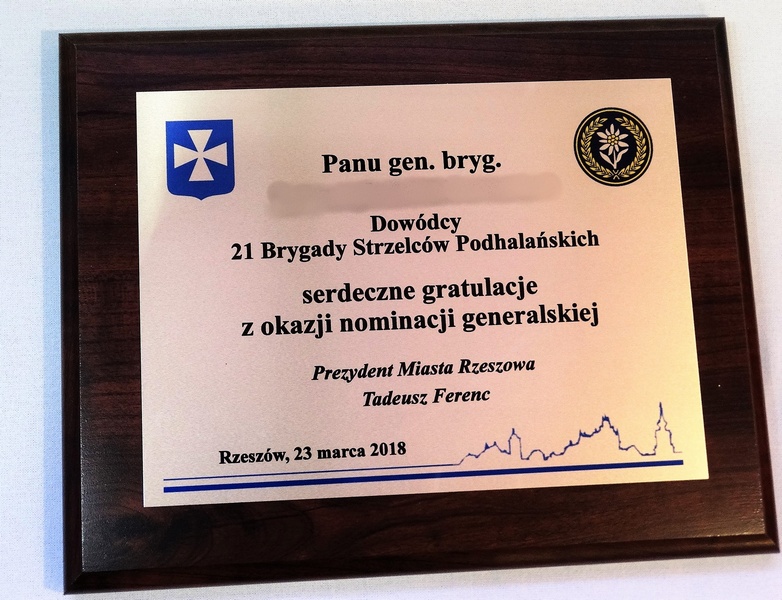 Panu gen. bryg.
Dowódcy
21 Brygady Strzelców Podhalańskich
serdeczne gratulacje
z okazji nominacji generalskiej
Prezydent Miasta Rzeszowa
Tadeusz Ferenc
Rzeszów, 23 marca 2018